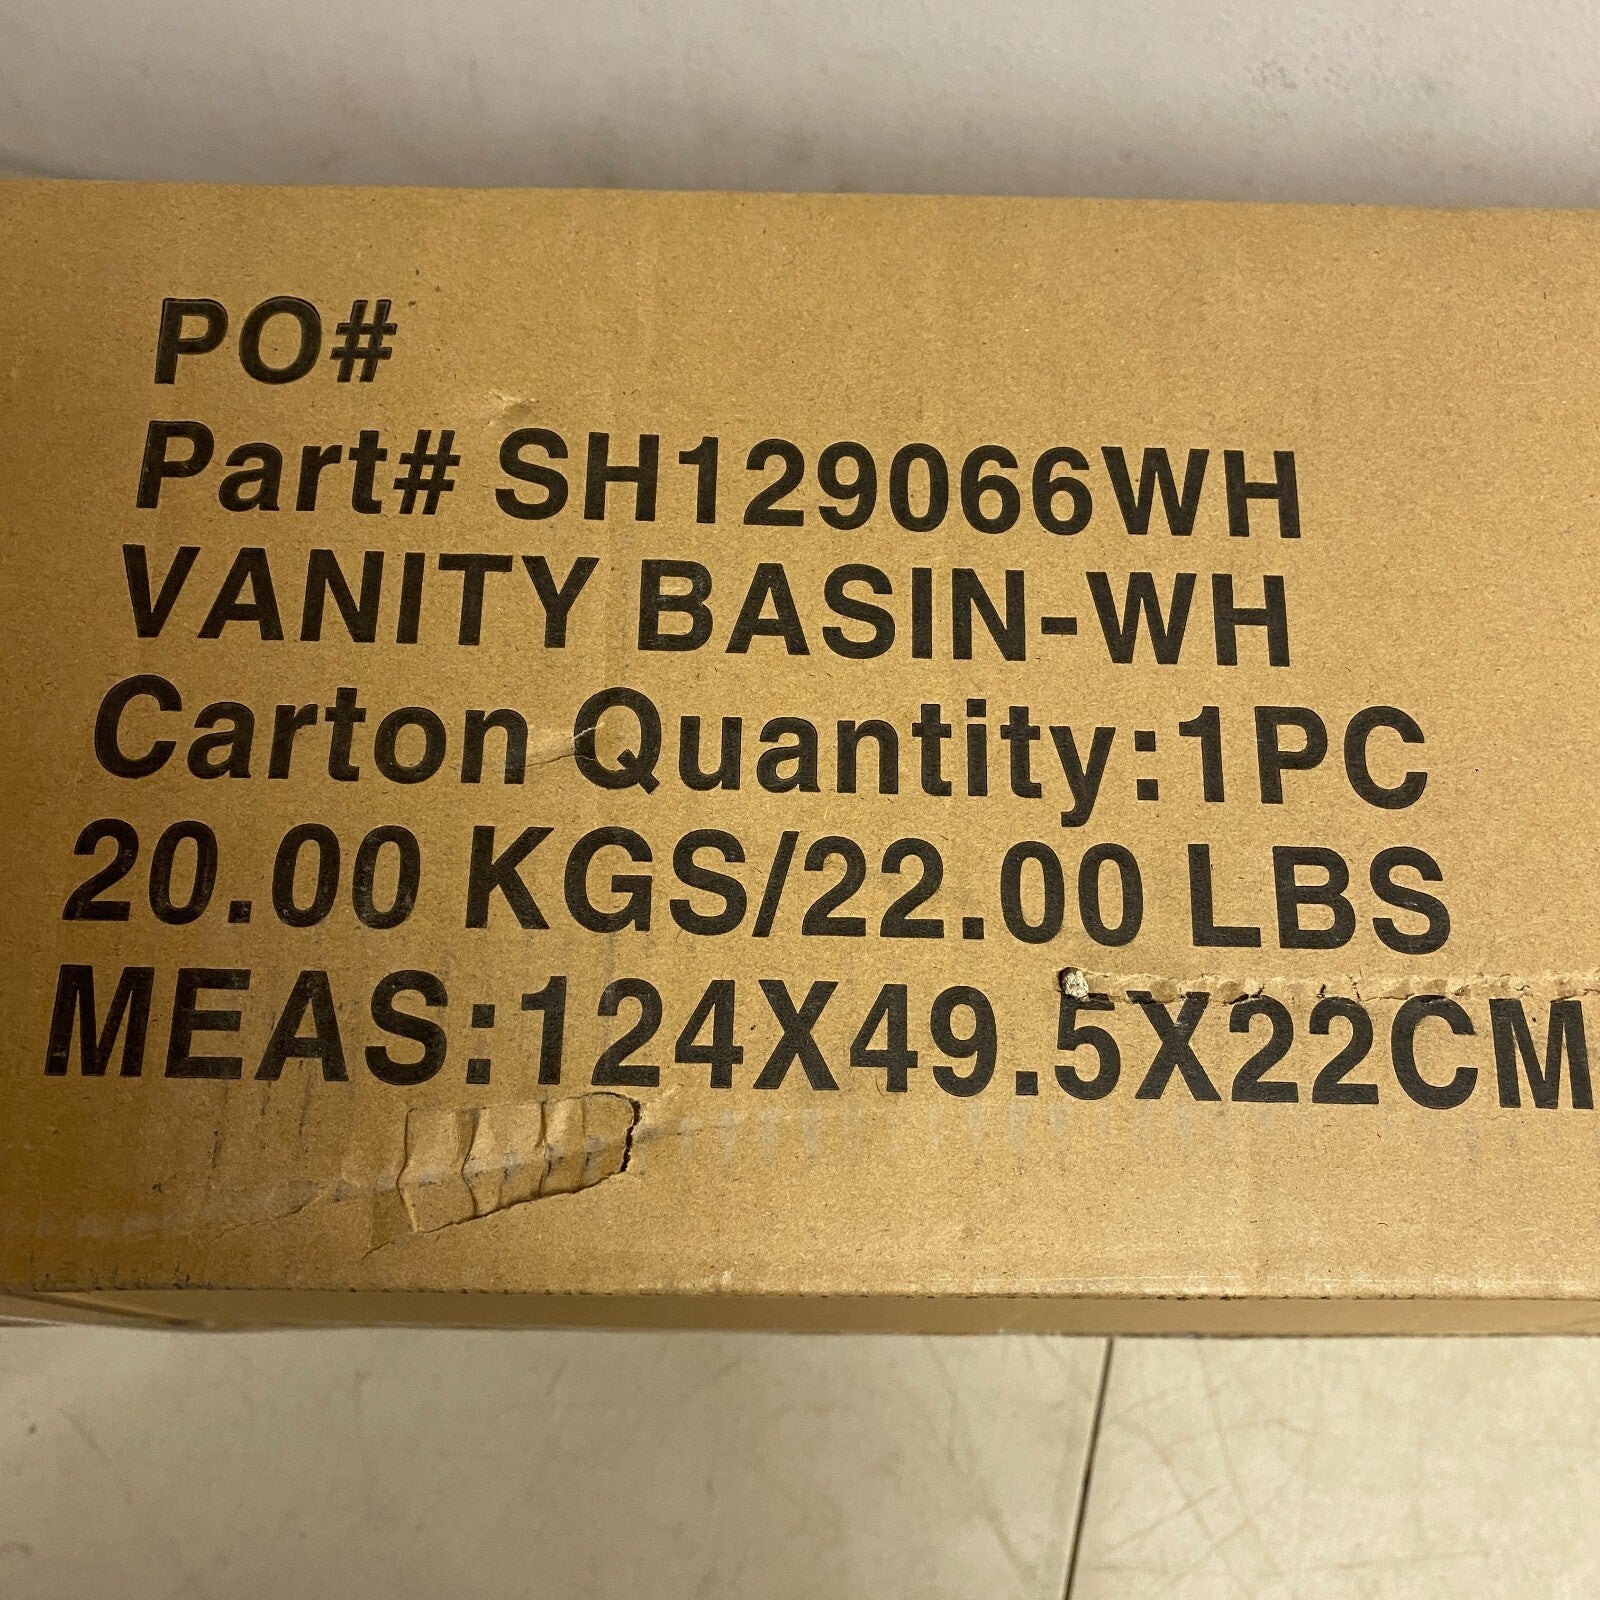 PO#
Part# SH129066WH
VANITY BASIN-WH
Carton Quantity:1PC
20.00 KGS/22.00 LBS
MEAS:124X49.5X22CM